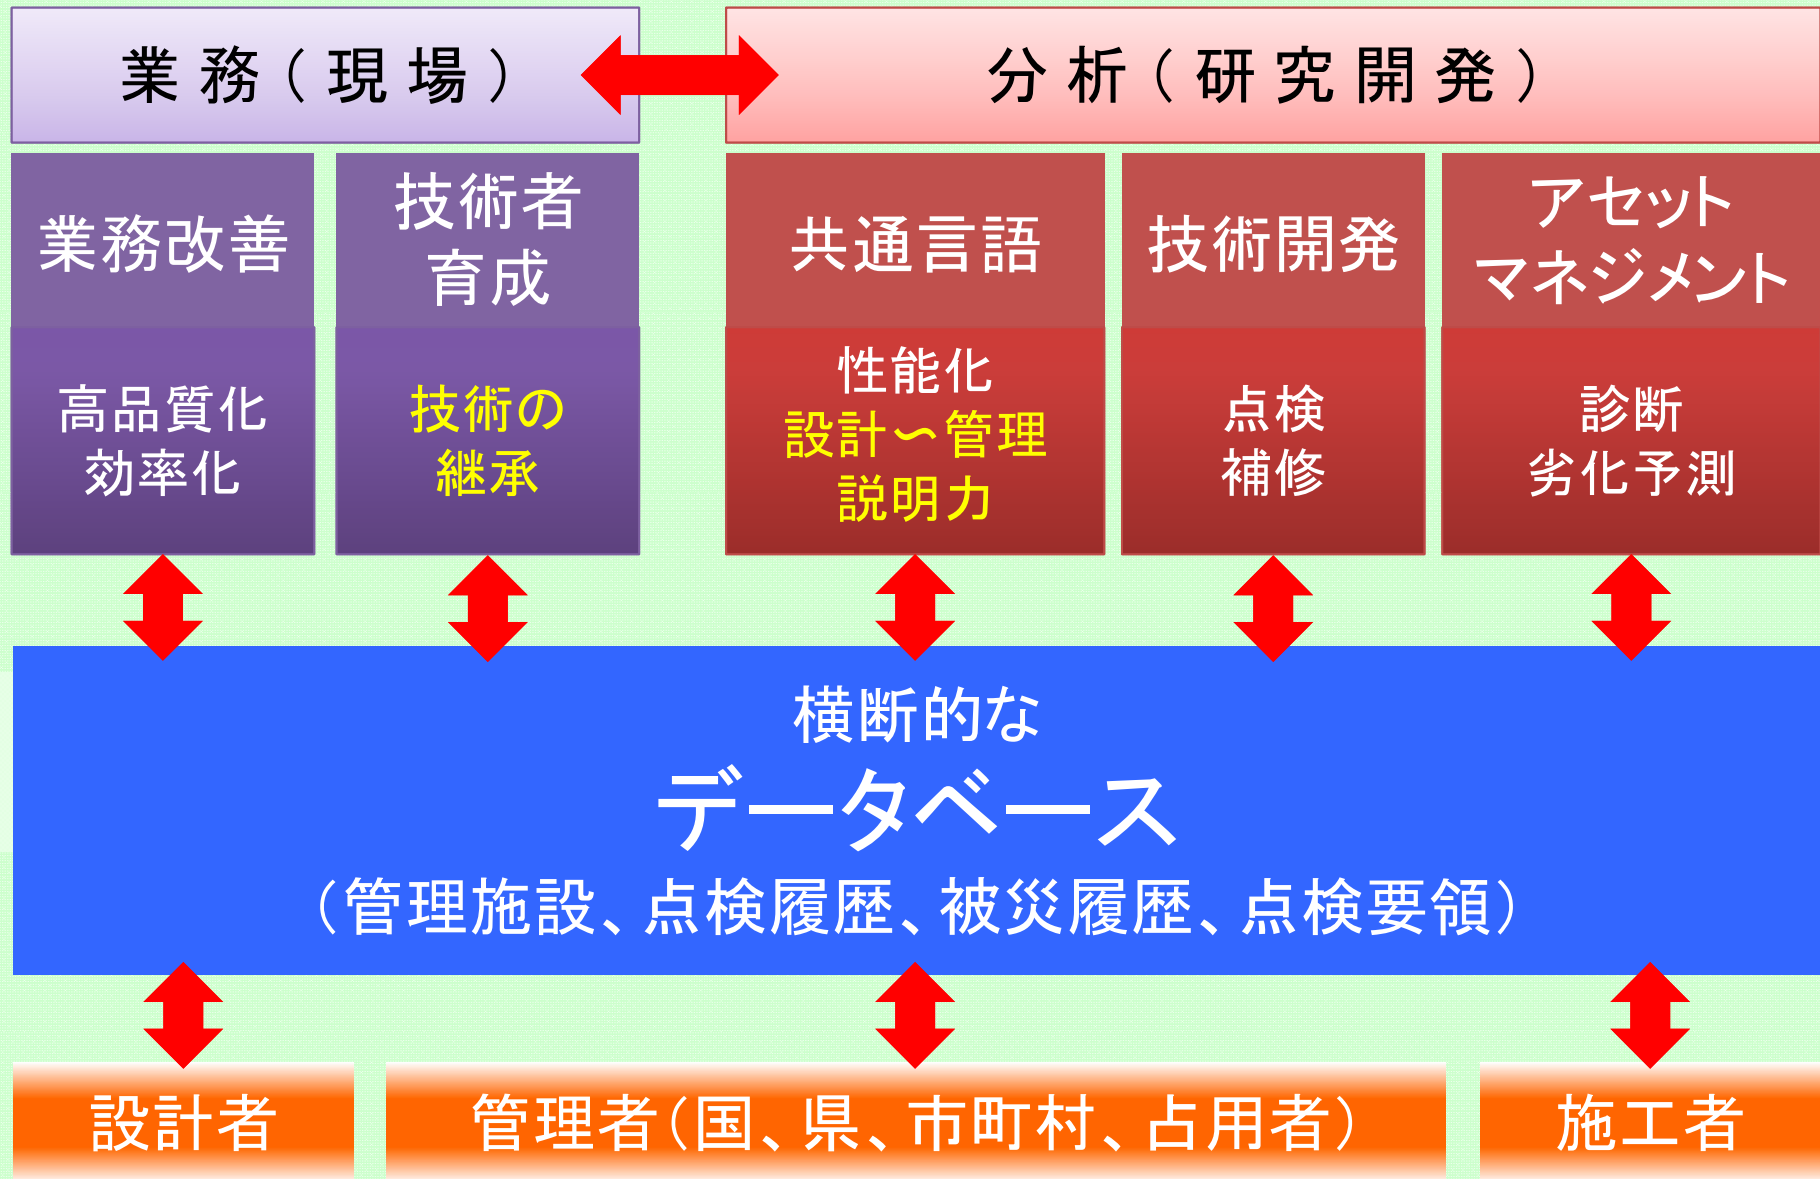 業務（現場）
分析（研究開発）
業務改善
技術者
育成
共通言語
技術開発
アセット
マネジメント
高品質化
効率化
技術の
継承
性能化
設計～管理
説明力
点検
補修
診断
劣化予測
横断的な
データベース
（管理施設、点検履歴、被災履歴、点検要領）
設計者
管理者（国、県、市町村、占用者）
施工者